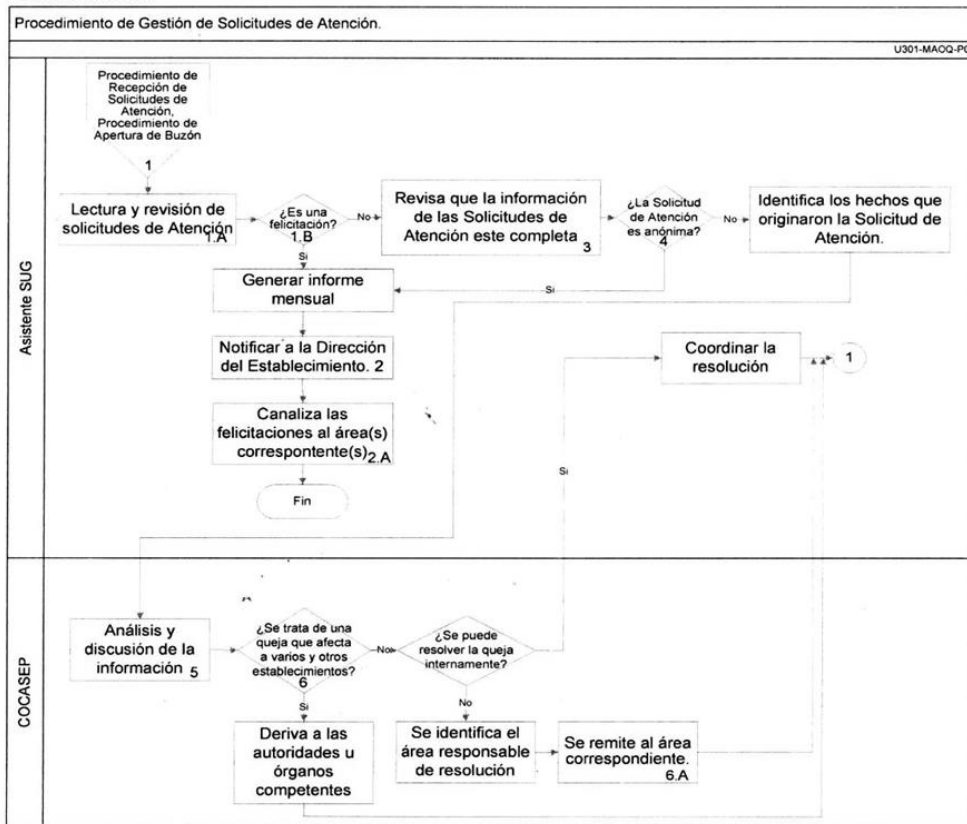 Procedimiento de Gestión de Solicitudes de Atención.
U301-MAOQ-P0
Asistente SUG
Procedimiento de
Recepción de
Solicitudes de
Atención,
Procedimiento de
Apertura de Buzón
1
Lectura y revisión de
solicitudes de Atención
1.A
¿Es una
felicitación?
1.B
No
Si
Revisa que la información
de las Solicitudes de
Atención este completa
3
¿La Solicitud
de Atención
es anónima?
4
No
Si
Identifica los hechos que
originaron la Solicitud de
Atención.
Generar informe
mensual
Notificar a la Dirección
del Establecimiento. 2
Canaliza las
felicitaciones al área(s)
correspontente(s)
2.A
Fin
Coordinar la
resolución
1
Si
COCASEP
Análisis y
discusión de la
información 5
¿Se trata de una
queja que afecta
a varios y otros
establecimientos?
6
No
Si
¿Se puede
resolver la queja
internamente?
No
Deriva a las
autoridades u
órganos
competentes
Se identifica el
área responsable
de resolución
Se remite al área
correspondiente.
6.A